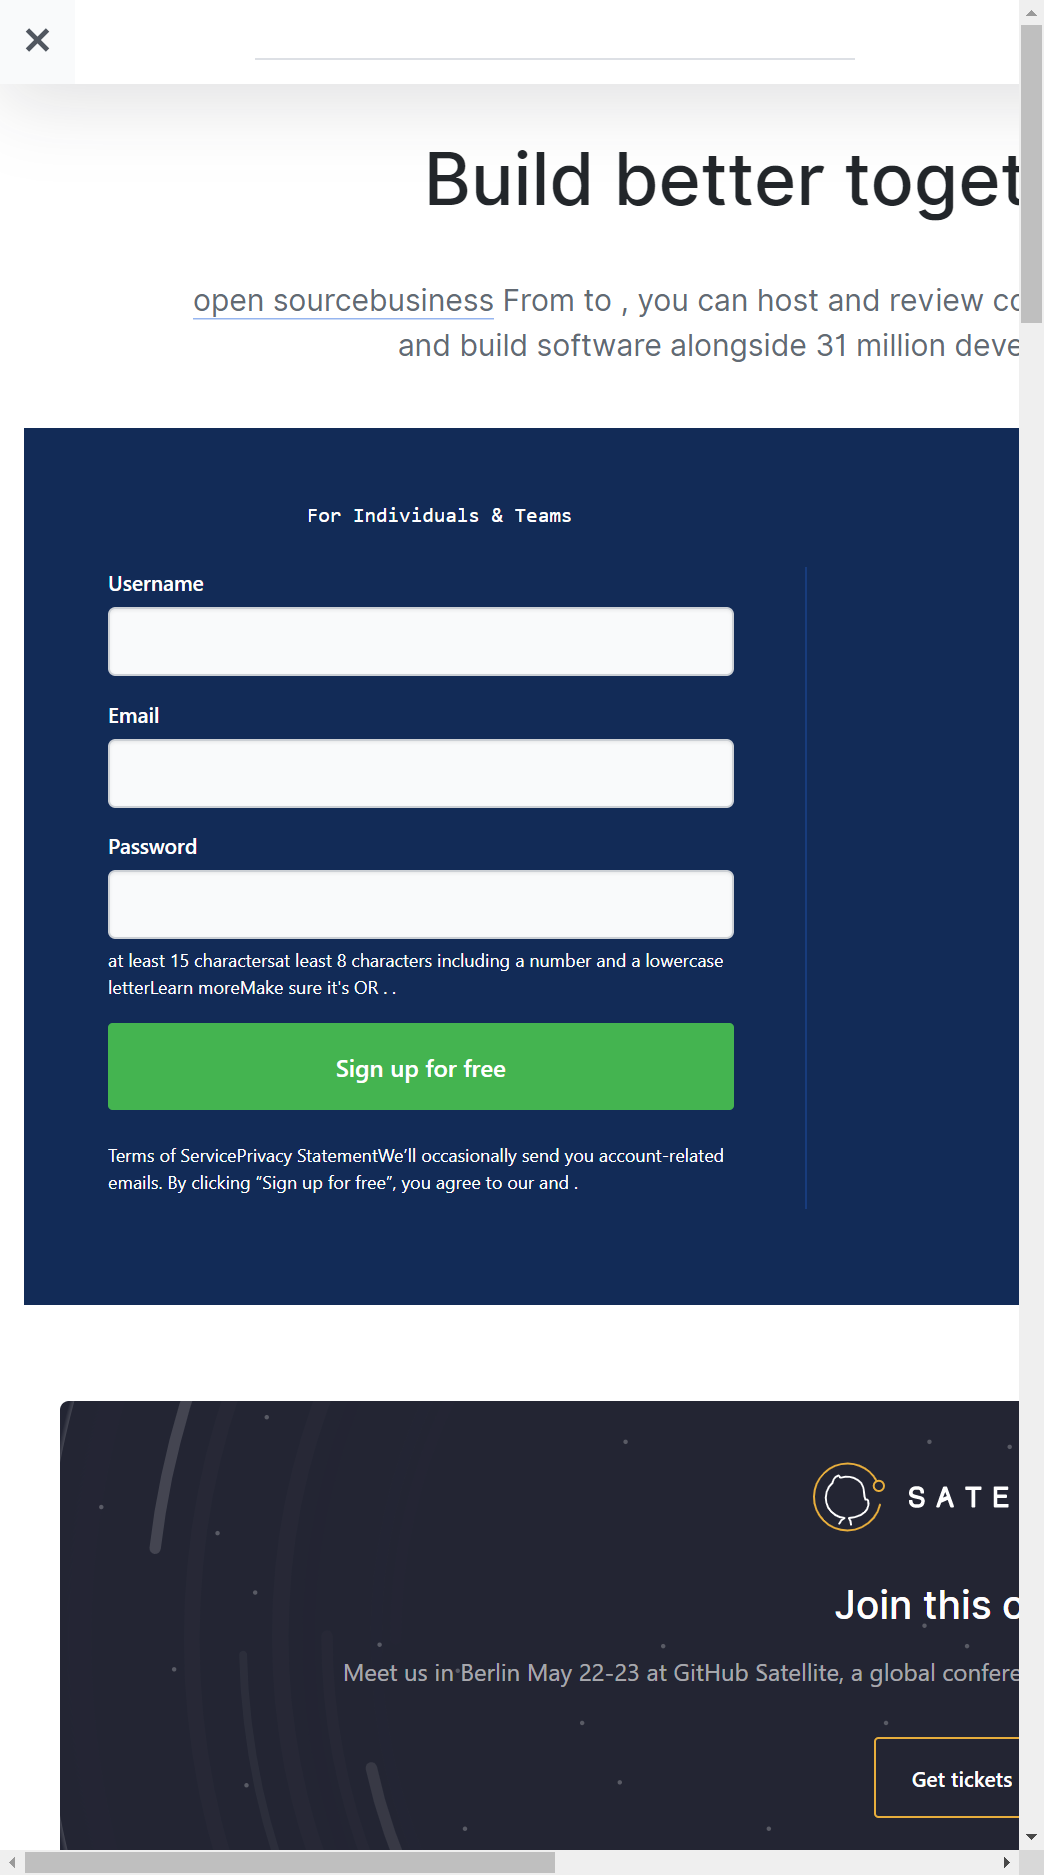 Build better toget
open sourcebusiness From to , you can host and review co
and build software alongside 31 million deve
For Individuals & Teams
Username
Email
Password
at least 15 charactersat least 8 characters including a number and a lowercase
letterLearn moreMake sure it's OR . .
Sign up for free
Terms of ServicePrivacy StatementWe’ll occasionally send you account-related
emails. By clicking “Sign up for free”, you agree to our and .
SATE
Join this o
Meet us in Berlin May 22-23 at GitHub Satellite, a global confere
Get tickets